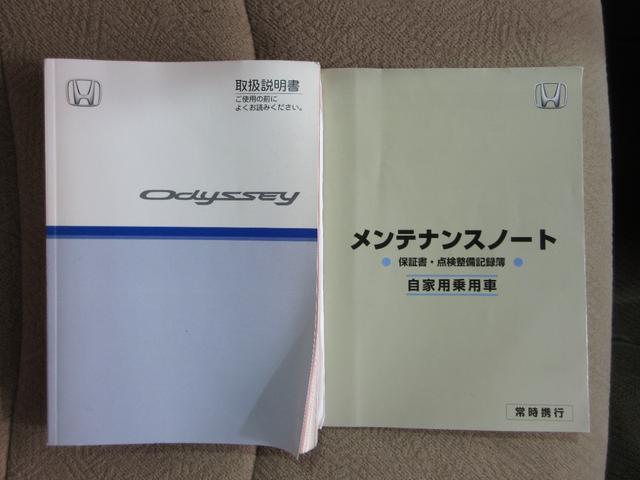 取扱説明書
ご使用の前に
よくお読みください。
Odyssey
メンテナンスノート
保証書・点検整備記録簿
自家用乗用車
常時携行